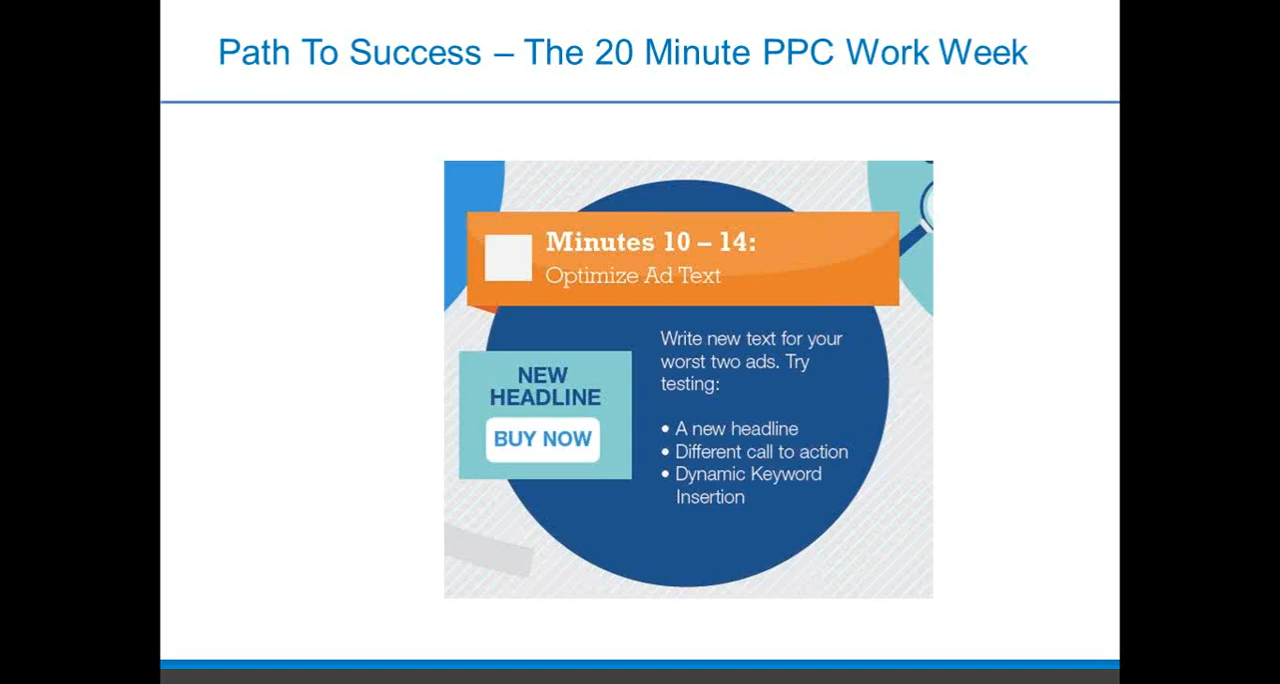 Path To Success – The 20 Minute PPC Work Week
Minutes 10 – 14:
Optimize Ad Text
NEW
HEADLINE
BUY NOW
Write new text for your
worst two ads. Try
testing:
• A new headline
• Different call to action
• Dynamic Keyword
Insertion